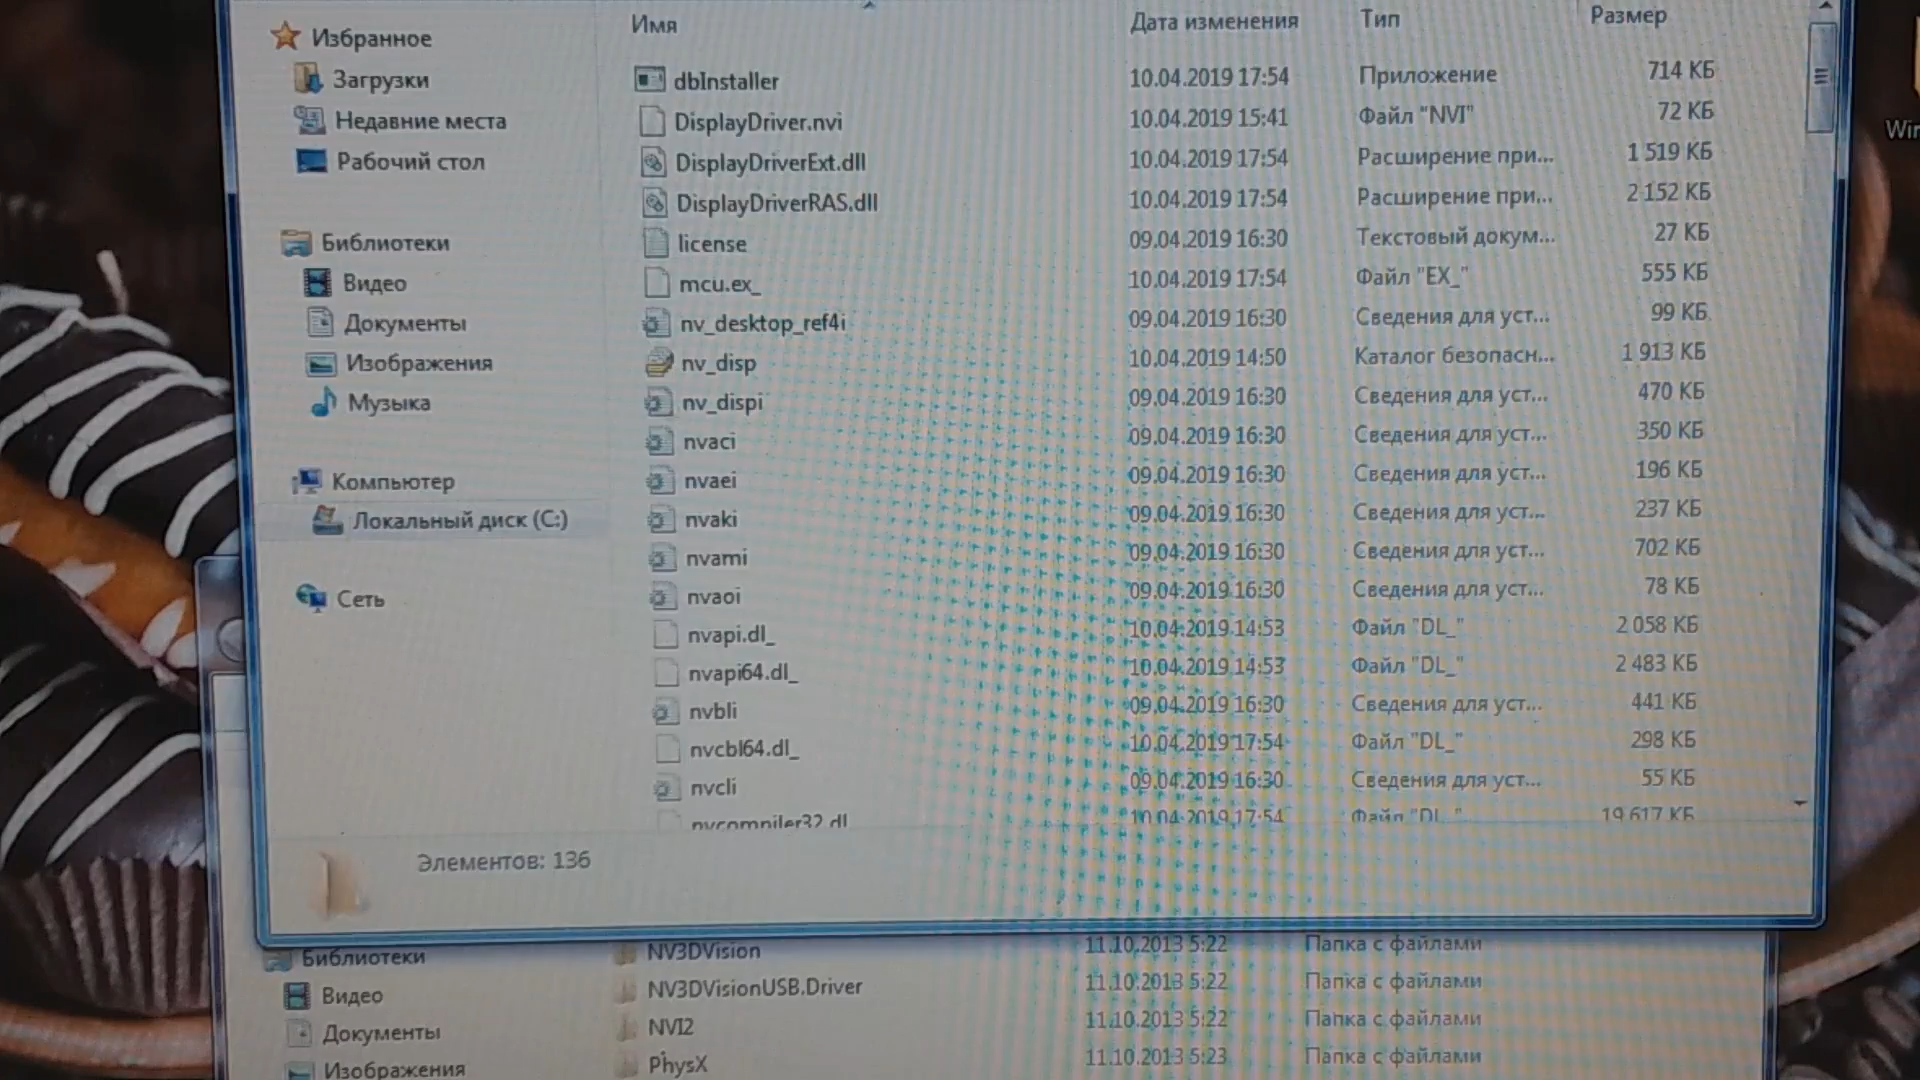 Имя Дата изменения Тип Размер
Избранное
Загрузки
Недавние места
Рабочий стол
Библиотеки
Видео
Документы
Изображения
Музыка
Компьютер
Локальный диск (C:)
Сеть
dbInstaller 10.04.2019 17:54 Приложение 714 КБ
DisplayDriver.nvi 10.04.2019 15:41 Файл "NVI" 72 КБ
DisplayDriverExt.dll 10.04.2019 17:54 Расширение при... 1 519 КБ
DisplayDriverRAS.dll 10.04.2019 17:54 Расширение при... 2 152 КБ
license 09.04.2019 16:30 Текстовый докум... 27 КБ
mcu.ex_ 10.04.2019 17:54 Файл "EX_" 555 КБ
nv_desktop_ref4i 09.04.2019 16:30 Сведения для уст... 99 КБ
nv_disp 10.04.2019 14:50 Каталог безопасн... 1 913 КБ
nv_dispi 09.04.2019 16:30 Сведения для уст... 470 КБ
nvaci 09.04.2019 16:30 Сведения для уст... 350 КБ
nvaei 09.04.2019 16:30 Сведения для уст... 196 КБ
nvaki 09.04.2019 16:30 Сведения для уст... 237 КБ
nvami 09.04.2019 16:30 Сведения для уст... 702 КБ
nvaoi 09.04.2019 16:30 Сведения для уст... 78 КБ
nvapi.dl_ 10.04.2019 14:53 Файл "DL_" 2 058 КБ
nvapi64.dl_ 10.04.2019 14:53 Файл "DL_" 2 483 КБ
nvbli 09.04.2019 16:30 Сведения для уст... 441 КБ
nvcbl64.dl_ 10.04.2019 17:54 Файл "DL_" 298 КБ
nvcli 09.04.2019 16:30 Сведения для уст... 55 КБ
nvcompiler32.dl 10.04.2019 17:54 Файл "DL_" 19 617 КБ
Элементов: 136
Библиотеки
Видео
Документы
Изображения
NV3DVision 11.10.2013 5:22 Папка с файлами
NV3DVisionUSB.Driver 11.10.2013 5:22 Папка с файлами
NVI2 11.10.2013 5:22 Папка с файлами
PhysX 11.10.2013 5:23 Папка с файлами
Win